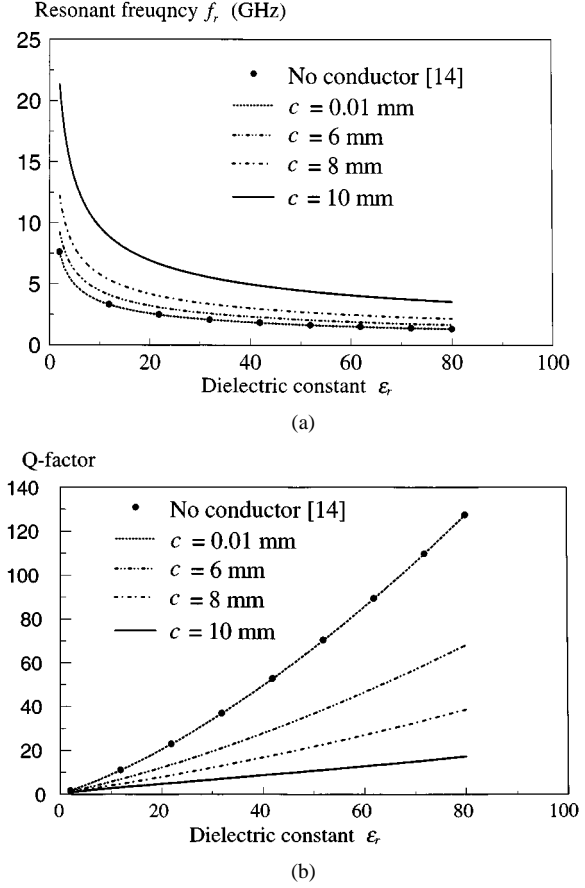 Resonant freuqncy f_r (GHz)
25
20
15
10
5
0
No conductor [14]
c = 0.01 mm
c = 6 mm
c = 8 mm
c = 10 mm
0 20 40 60 80 100
Dielectric constant ε_r
(a)
Q-factor
140
120
100
80
60
40
20
0
No conductor [14]
c = 0.01 mm
c = 6 mm
c = 8 mm
c = 10 mm
0 20 40 60 80 100
Dielectric constant ε_r
(b)